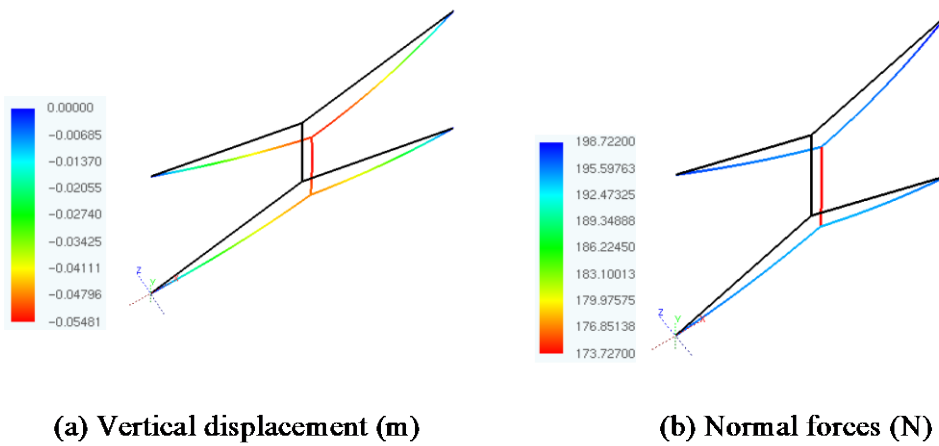 0.00000
-0.00685
-0.01370
-0.02055
-0.02740
-0.03425
-0.04111
-0.04796
-0.05481
Z
Y
X
198.72200
195.59763
192.47325
189.34888
186.22450
183.10013
179.97575
176.85138
173.72700
Z
Y
X
(a) Vertical displacement (m)
(b) Normal forces (N)